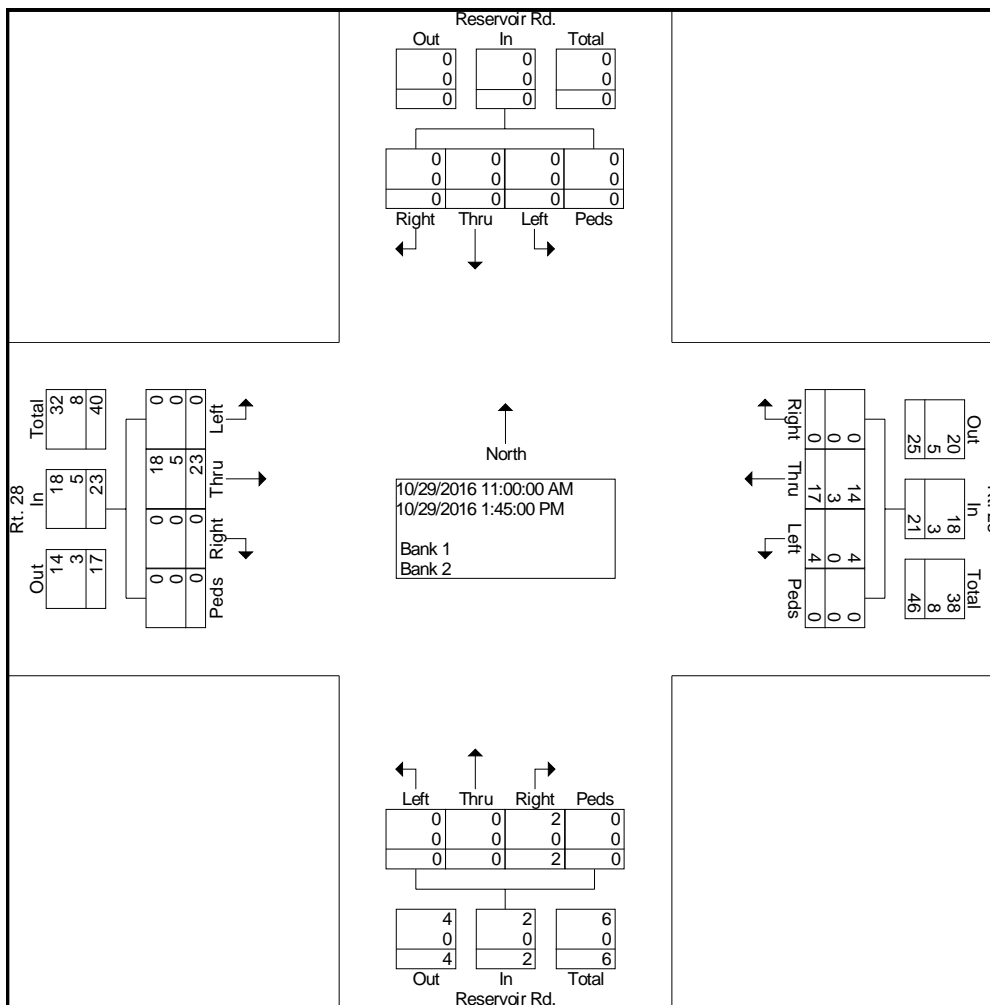 Reservoir Rd.
Out In Total
0 0 0
0 0 0
0 0 0
0 0 0 0
0 0 0 0
0 0 0 0
Right Thru Left Peds
Rt. 28
Total In Out
32 18 14
8 5 3
40 23 17
0 18 0 0
0 5 0 0
0 23 0 0
Left Thru Right Peds
North
10/29/2016 11:00:00 AM
10/29/2016 1:45:00 PM
Bank 1
Bank 2
Right Thru Left Peds
0 14 4 0
0 3 0 0
0 17 4 0
Out In Total
20 18 38
5 3 8
25 21 46
Left Thru Right Peds
0 0 2 0
0 0 0 0
0 0 2 0
4 2 6
0 0 0
4 2 6
Out In Total
Reservoir Rd.